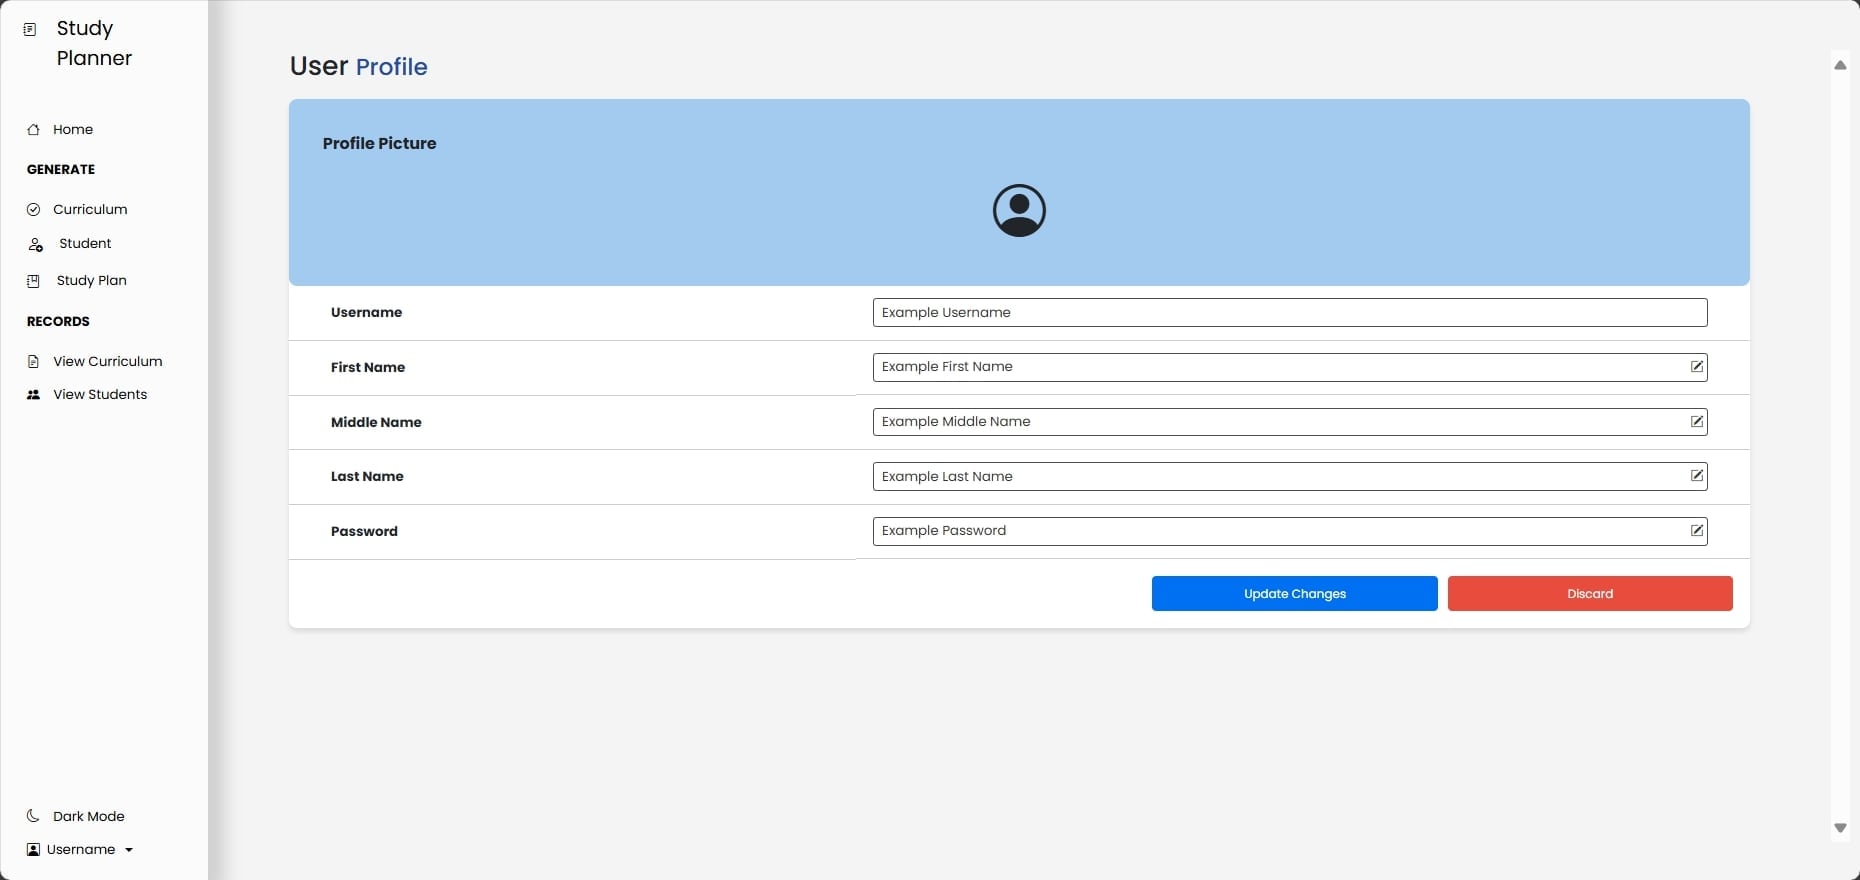 Study
Planner
Home
GENERATE
Curriculum
Student
Study Plan
RECORDS
View Curriculum
View Students
Dark Mode
Username
User Profile
Profile Picture
Username
Example Username
First Name
Example First Name
Middle Name
Example Middle Name
Last Name
Example Last Name
Password
Example Password
Update Changes
Discard